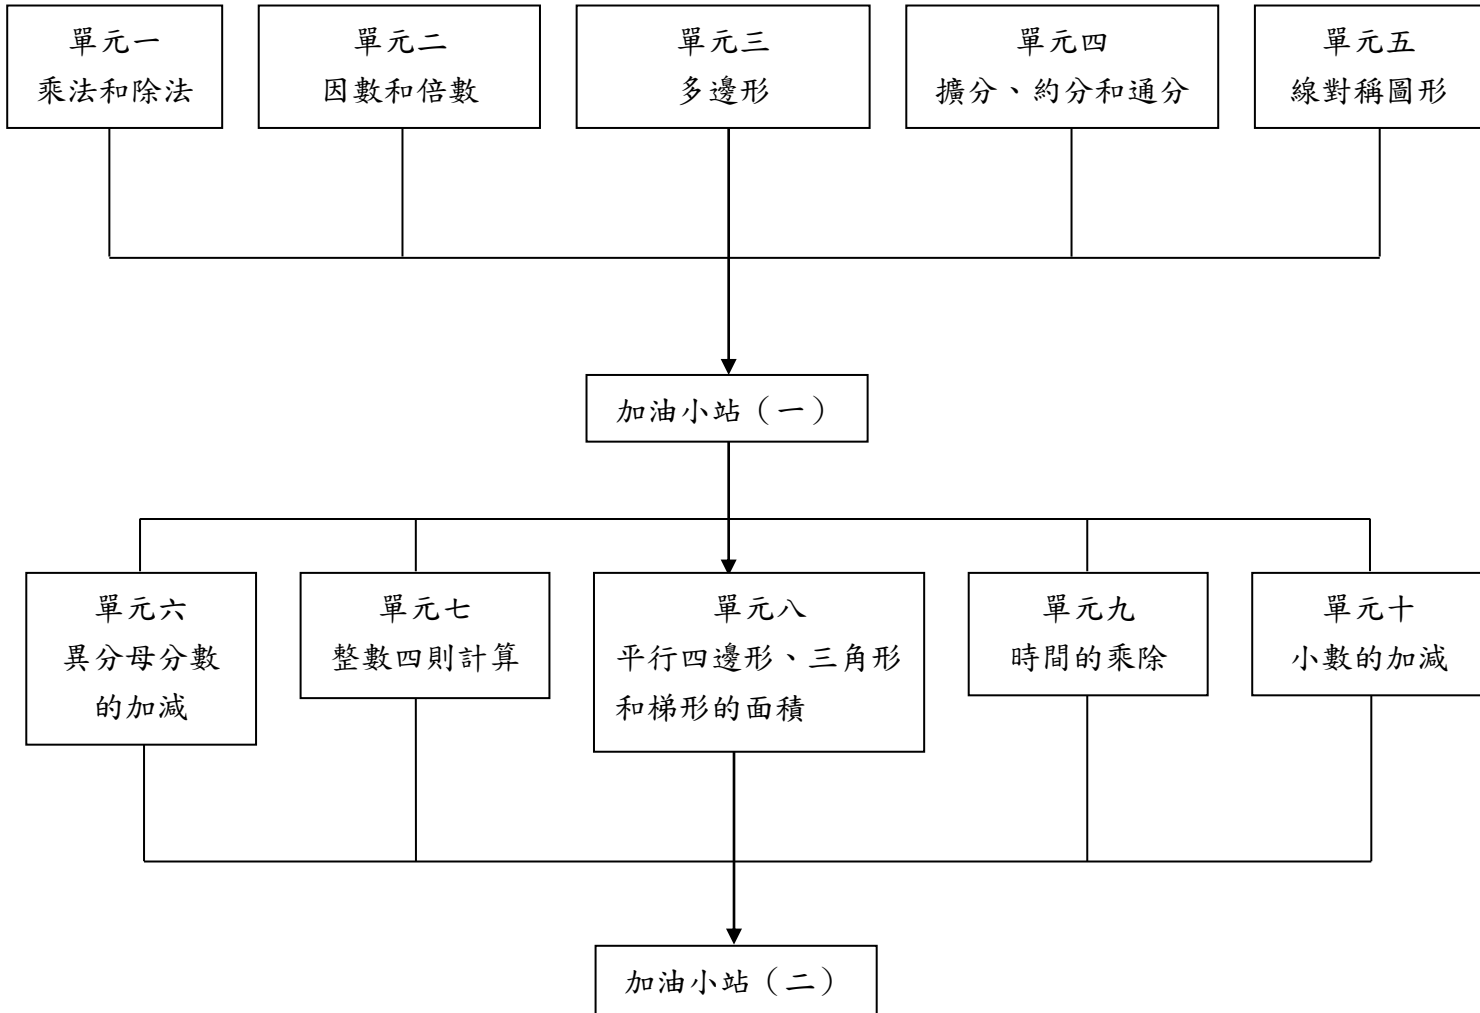 單元一
乘法和除法
單元二
因數和倍數
單元三
多邊形
單元四
擴分、約分和通分
單元五
線對稱圖形
加油小站（一）
單元六
異分母分數
的加減
單元七
整數四則計算
單元八
平行四邊形、三角形
和梯形的面積
單元九
時間的乘除
單元十
小數的加減
加油小站（二）